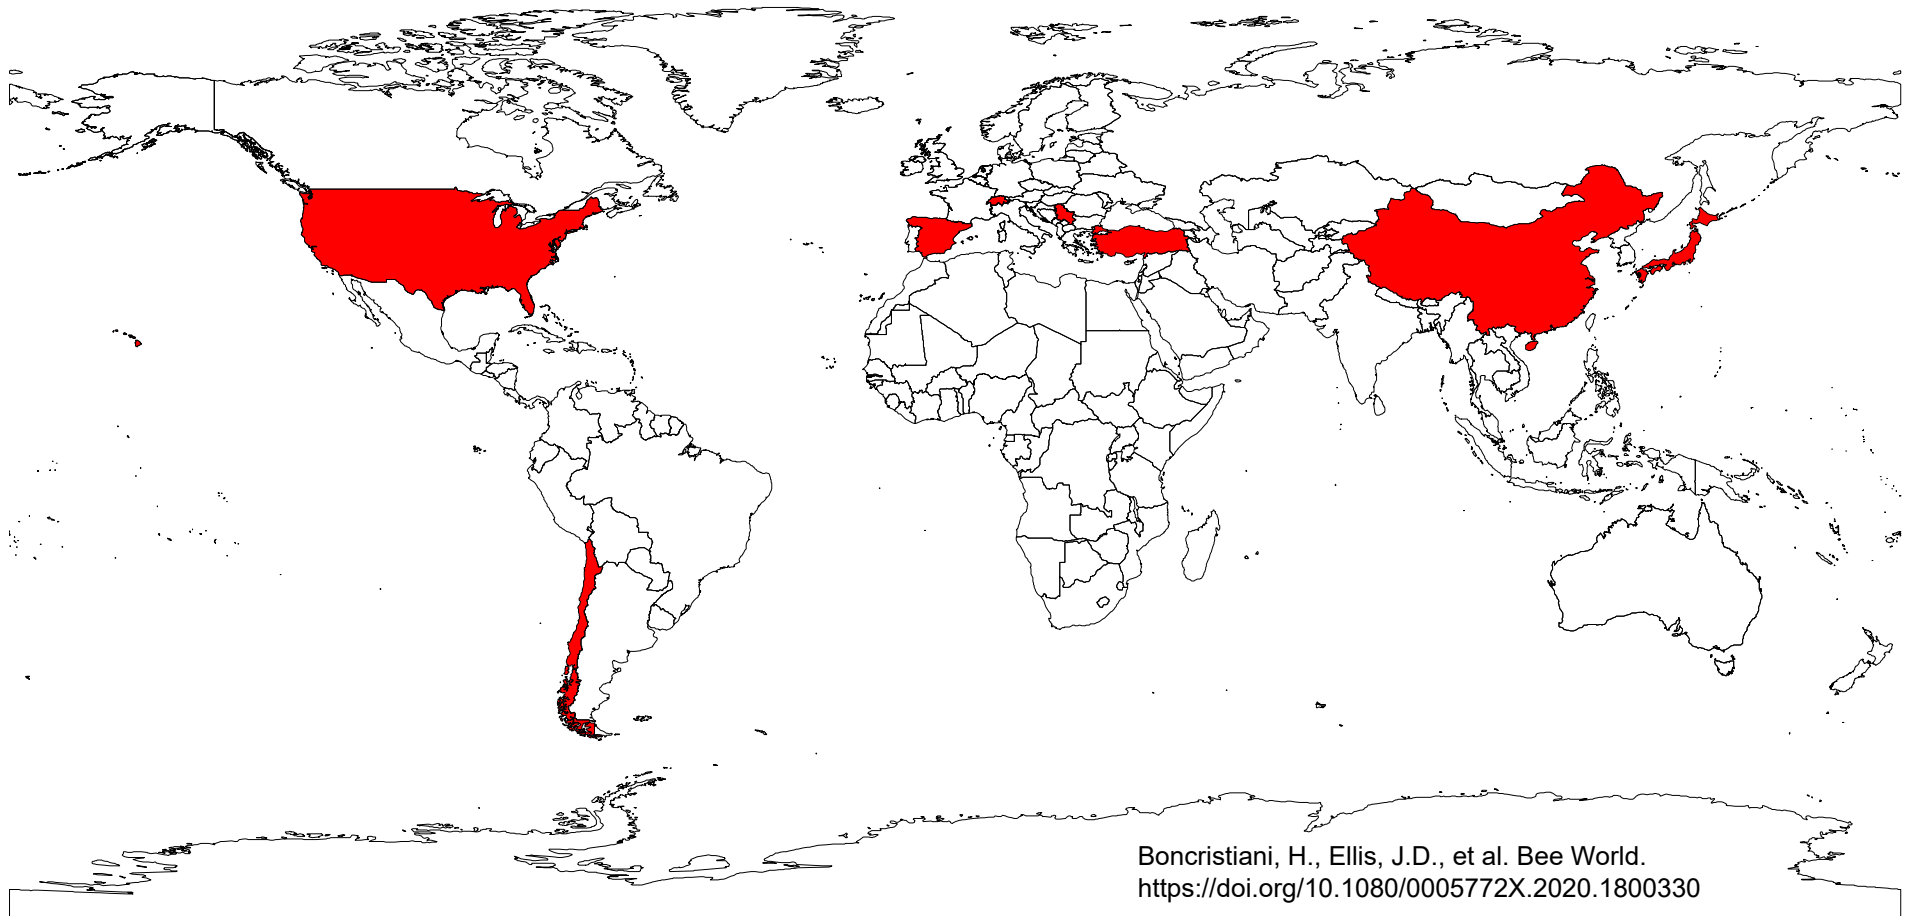 Boncristiani, H., Ellis, J.D., et al. Bee World.
https://doi.org/10.1080/0005772X.2020.1800330